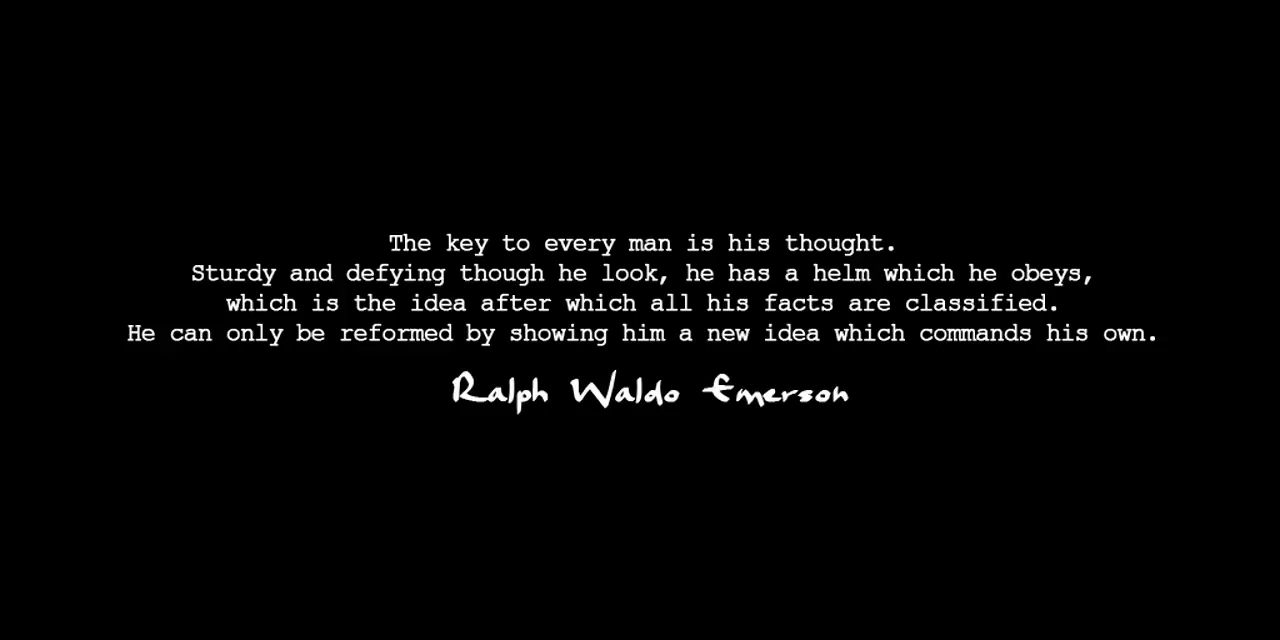 The key to every man is his thought.
Sturdy and defying though he look, he has a helm which he obeys,
which is the idea after which all his facts are classified.
He can only be reformed by showing him a new idea which commands his own.
Ralph Waldo Emerson